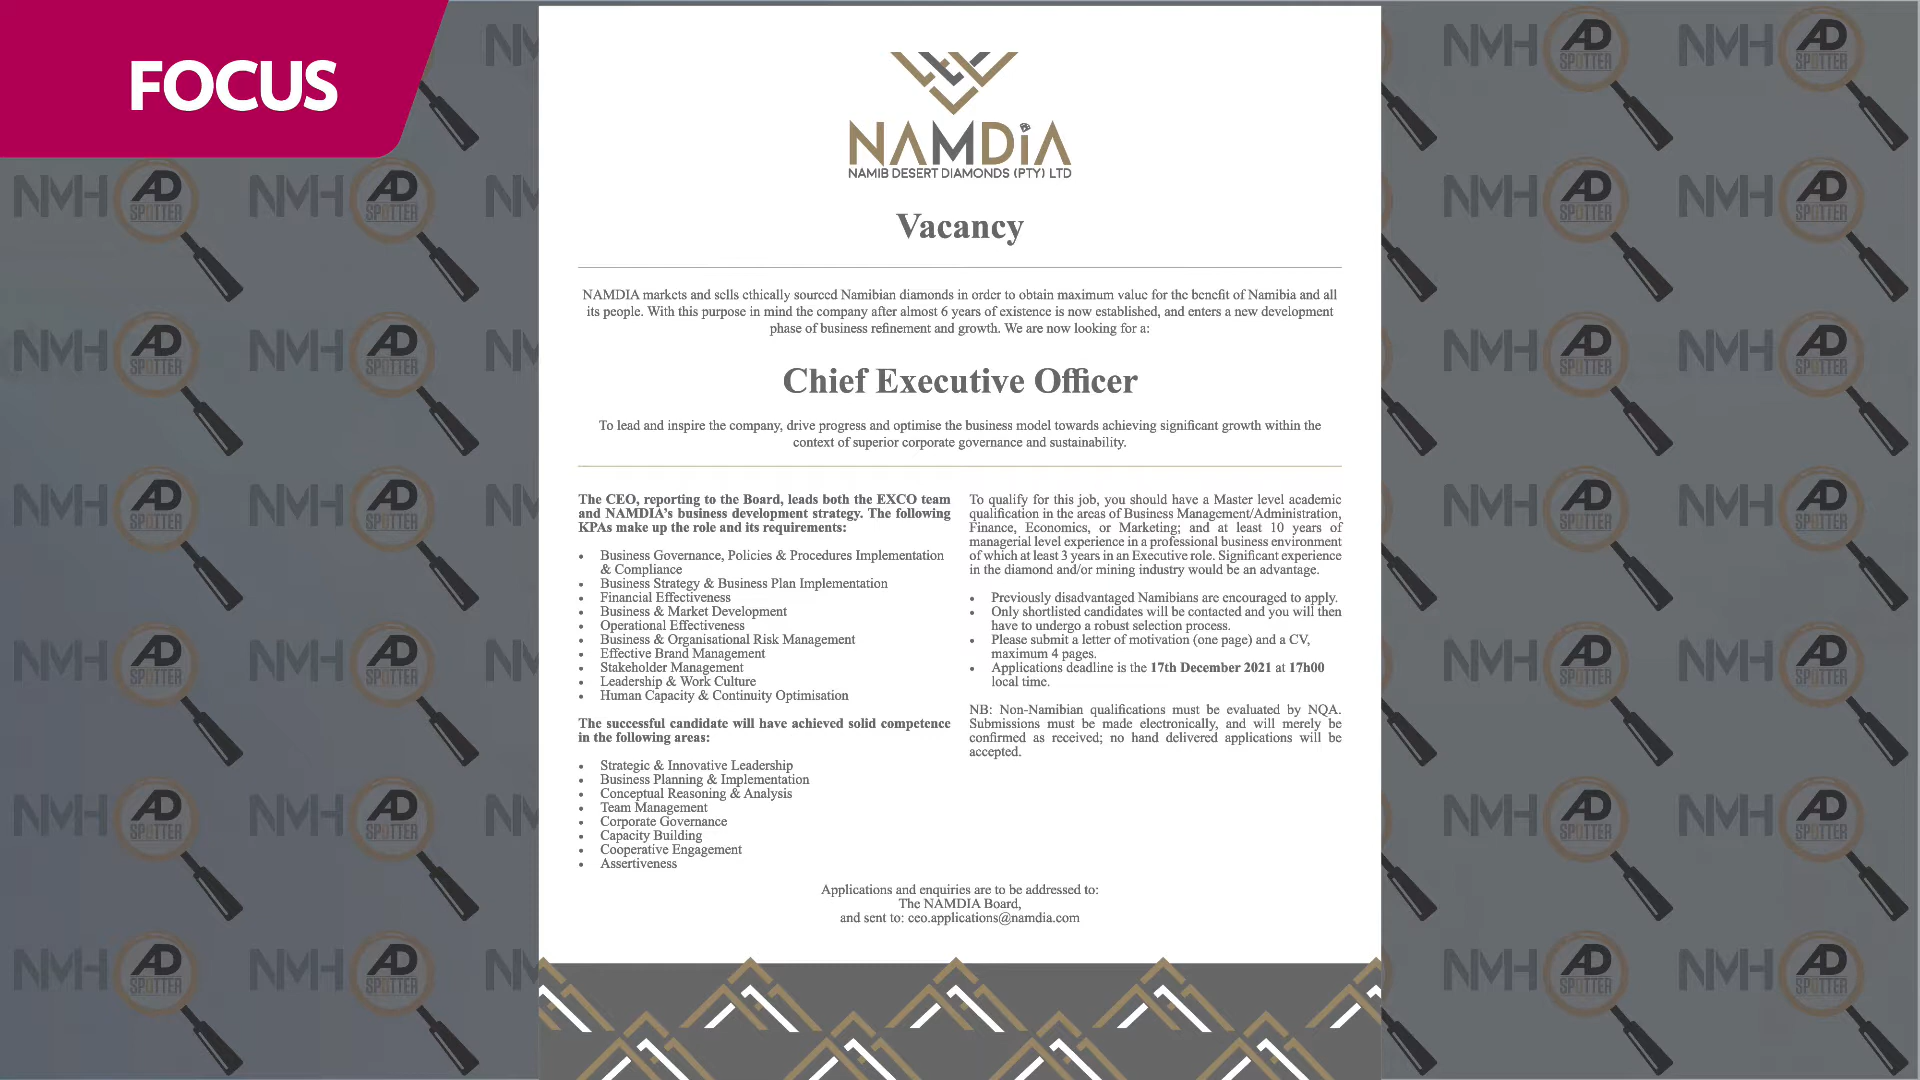 FOCUS
NAMDiA
NAMIB DESERT DIAMONDS (PTY) LTD
Vacancy
NAMDIA markets and sells ethically sourced Namibian diamonds in order to obtain maximum value for the benefit of Namibia and all
its people. With this purpose in mind the company after almost 6 years of existence is now established, and enters a new development
phase of business refinement and growth. We are now looking for a:
Chief Executive Officer
To lead and inspire the company, drive progress and optimise the business model towards achieving significant growth within the
context of superior corporate governance and sustainability.
The CEO, reporting to the Board, leads both the EXCO team
and NAMDIA's business development strategy. The following
KPAs make up the role and its requirements:
• Business Governance, Policies & Procedures Implementation
& Compliance
• Business Strategy & Business Plan Implementation
• Financial Effectiveness
• Business & Market Development
• Operational Effectiveness
• Business & Organisational Risk Management
• Effective Brand Management
• Stakeholder Management
• Leadership & Work Culture
• Human Capacity & Continuity Optimisation
The successful candidate will have achieved solid competence
in the following areas:
• Strategic & Innovative Leadership
• Business Planning & Implementation
• Conceptual Reasoning & Analysis
• Team Management
• Corporate Governance
• Capacity Building
• Cooperative Engagement
• Assertiveness
To qualify for this job, you should have a Master level academic
qualification in the areas of Business Management/Administration,
Finance, Economics, or Marketing; and at least 10 years of
managerial level experience in a professional business environment
of which at least 3 years in an Executive role. Significant experience
in the diamond and/or mining industry would be an advantage.
• Previously disadvantaged Namibians are encouraged to apply.
• Only shortlisted candidates will be contacted and you will then
have to undergo a robust selection process.
• Please submit a letter of motivation (one page) and a CV,
maximum 4 pages.
• Applications deadline is the 17th December 2021 at 17h00
local time.
NB: Non-Namibian qualifications must be evaluated by NQA.
Submissions must be made electronically, and will merely be
confirmed as received; no hand delivered applications will be
accepted.
Applications and enquiries are to be addressed to:
The NAMDIA Board,
and sent to: ceo.applications@namdia.com
NMH AD SPOTTER